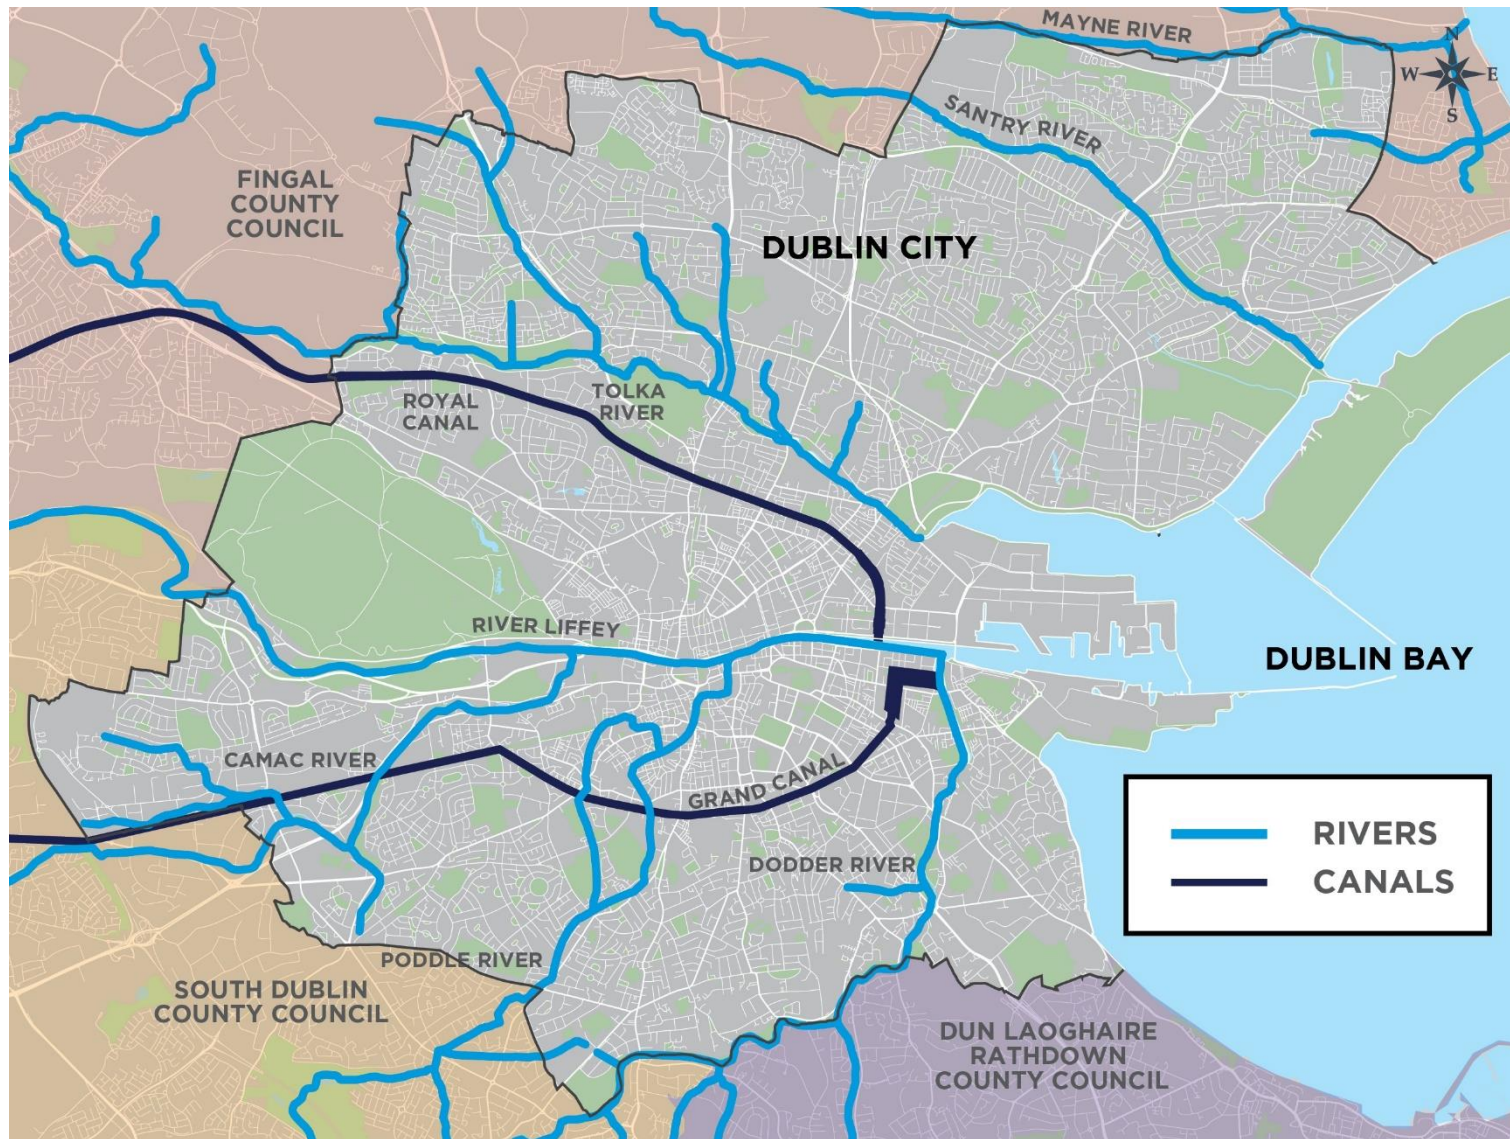 MAYNE RIVER
N
W E
S
SANTRY RIVER
FINGAL
COUNTY
COUNCIL
DUBLIN CITY
ROYAL
CANAL
TOLKA
RIVER
RIVER LIFFEY
DUBLIN BAY
CAMAC RIVER
GRAND CANAL
DODDER RIVER
RIVERS
CANALS
PODDLE RIVER
SOUTH DUBLIN
COUNTY COUNCIL
DUN LAOGHAIRE
RATHDOWN
COUNTY COUNCIL